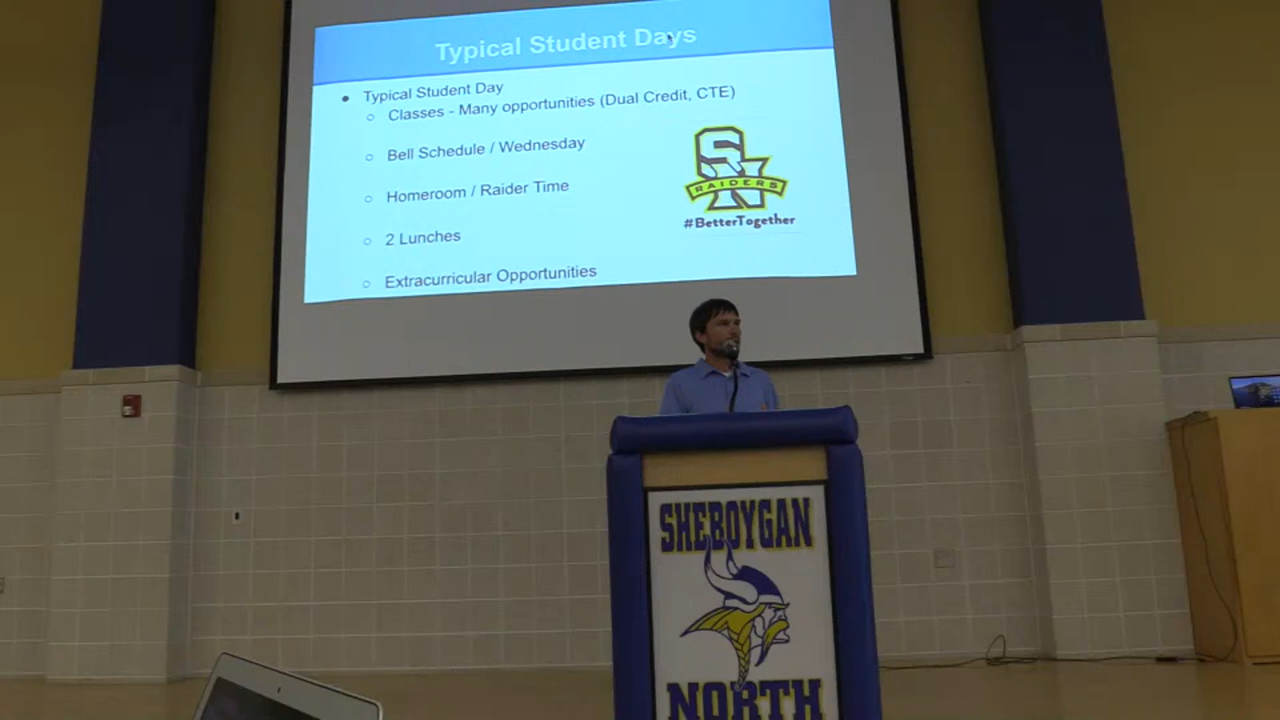 Typical Student Days
Typical Student Day
Classes - Many opportunities (Dual Credit, CTE)
Bell Schedule / Wednesday
Homeroom / Raider Time
2 Lunches
Extracurricular Opportunities
SN
RAIDERS
#BetterTogether
SHEBOYGAN
NORTH